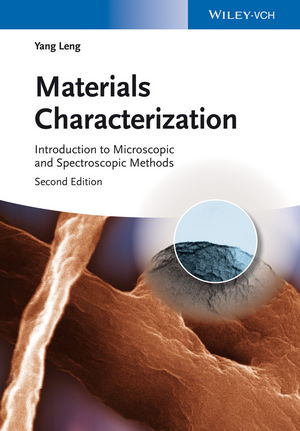 WILEY-VCH
Yang Leng
Materials
Characterization
Introduction to Microscopic
and Spectroscopic Methods
Second Edition